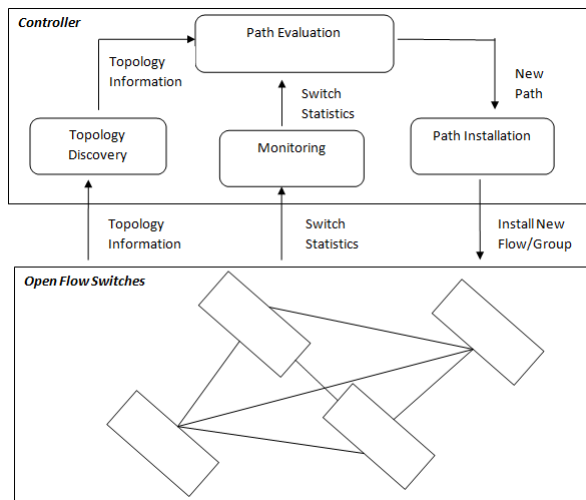 Controller
Path Evaluation
Topology
Information
Switch
Statistics
New
Path
Topology
Discovery
Monitoring
Path Installation
Topology
Information
Switch
Statistics
Install New
Flow/Group
Open Flow Switches